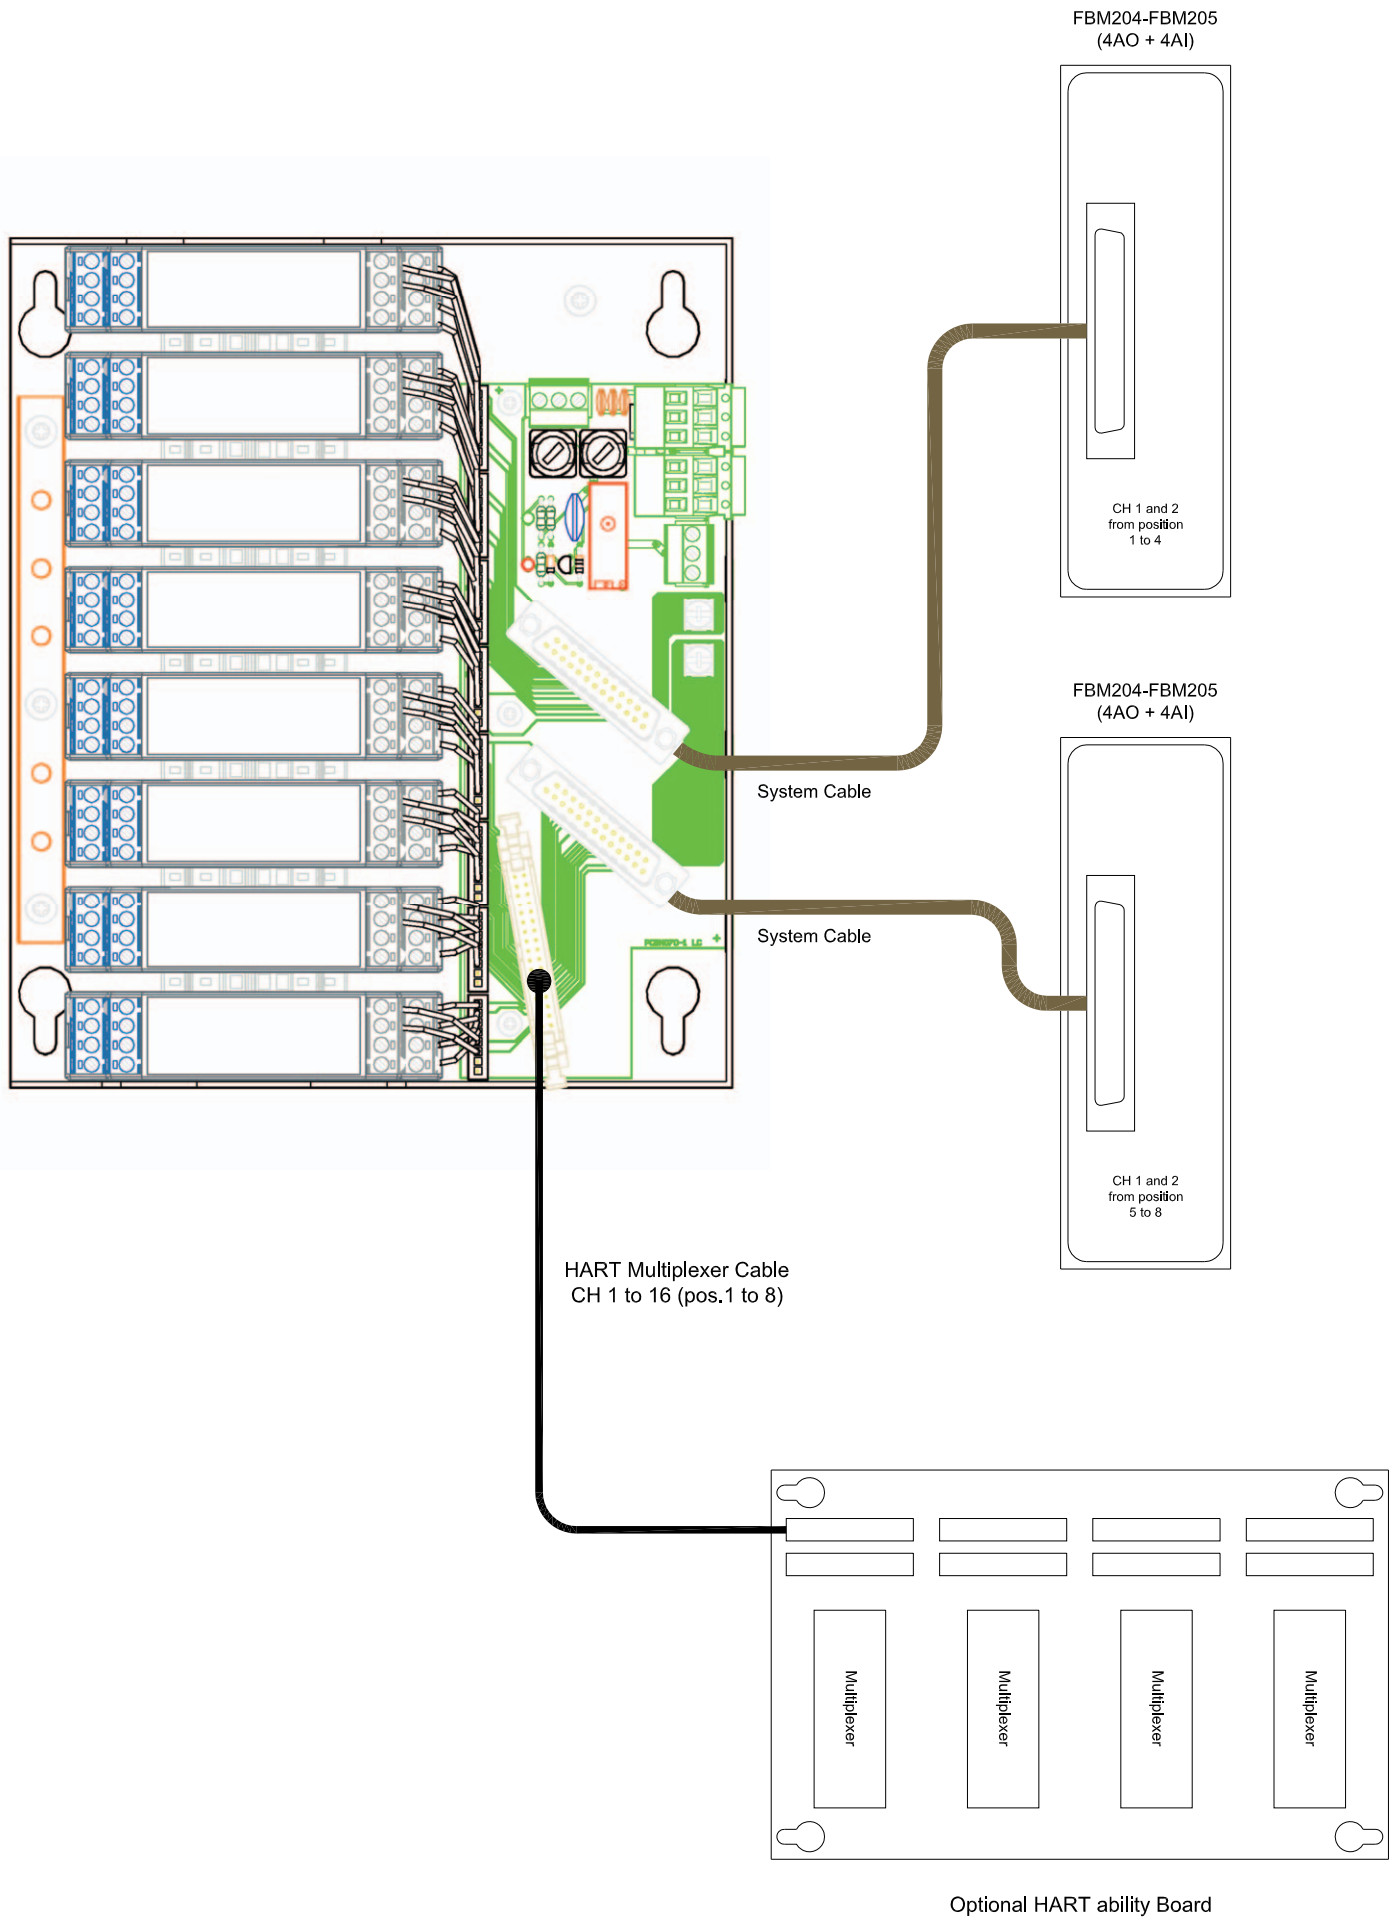 FBM204-FBM205
(4AO + 4AI)
CH 1 and 2
from position
1 to 4
FBM204-FBM205
(4AO + 4AI)
System Cable
System Cable
CH 1 and 2
from position
5 to 8
HART Multiplexer Cable
CH 1 to 16 (pos.1 to 8)
Multiplexer
Multiplexer
Multiplexer
Multiplexer
Optional HART ability Board